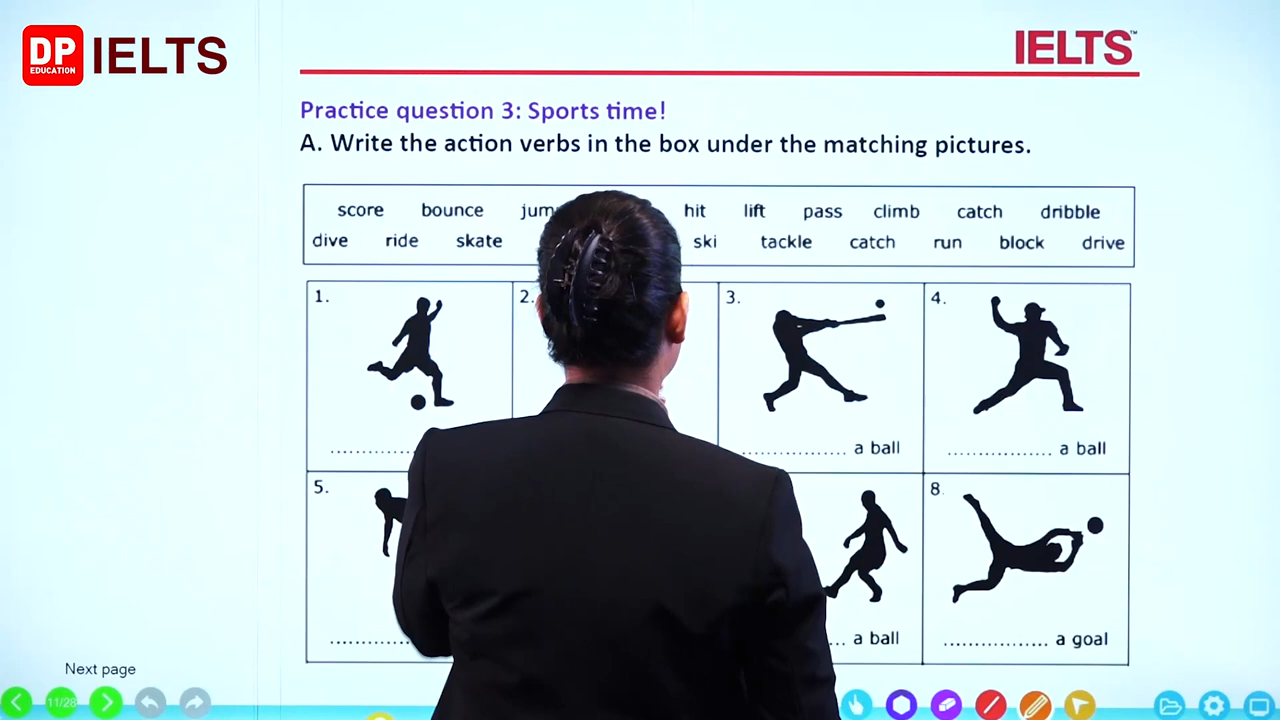 DP EDUCATION IELTS
IELTS™
Practice question 3: Sports time!
A. Write the action verbs in the box under the matching pictures.
score bounce hit lift pass climb catch dribble
dive ride skate ski tackle catch run block drive
1. 2. 3. 4.
.................. a ball .................. a ball
5. 8.
... a ball .................. a goal
Next page
11/28